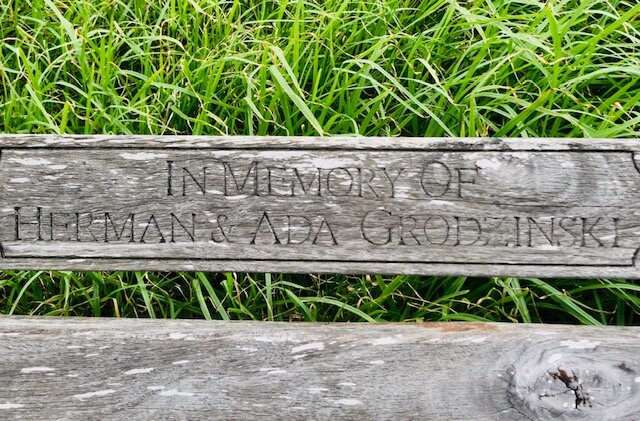 In Memory Of
Herman & Ada Grodzinski